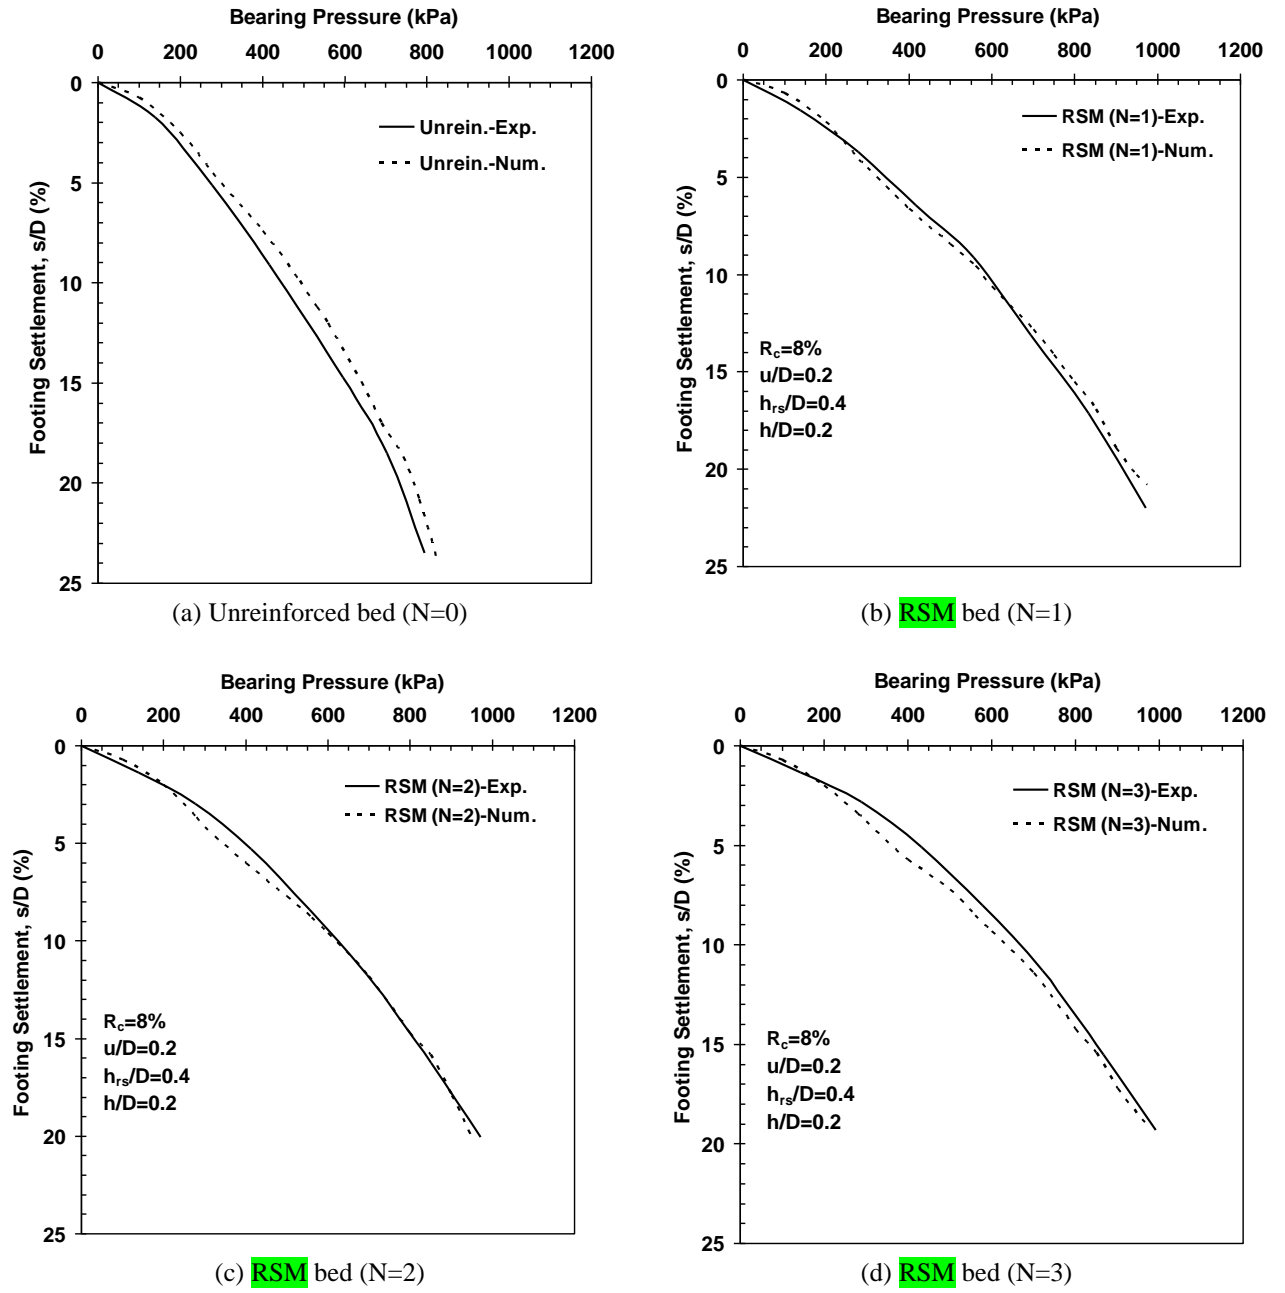 Bearing Pressure (kPa)
0 200 400 600 800 1000 1200
0
5
10
15
20
25
Footing Settlement, s/D (%)
Unrein.-Exp.
Unrein.-Num.
(a) Unreinforced bed (N=0)
Bearing Pressure (kPa)
0 200 400 600 800 1000 1200
0
5
10
15
20
25
Footing Settlement, s/D (%)
RSM (N=1)-Exp.
RSM (N=1)-Num.
Rc=8%
u/D=0.2
hrs/D=0.4
h/D=0.2
(b) RSM bed (N=1)
Bearing Pressure (kPa)
0 200 400 600 800 1000 1200
0
5
10
15
20
25
Footing Settlement, s/D (%)
RSM (N=2)-Exp.
RSM (N=2)-Num.
Rc=8%
u/D=0.2
hrs/D=0.4
h/D=0.2
(c) RSM bed (N=2)
Bearing Pressure (kPa)
0 200 400 600 800 1000 1200
0
5
10
15
20
25
Footing Settlement, s/D (%)
RSM (N=3)-Exp.
RSM (N=3)-Num.
Rc=8%
u/D=0.2
hrs/D=0.4
h/D=0.2
(d) RSM bed (N=3)